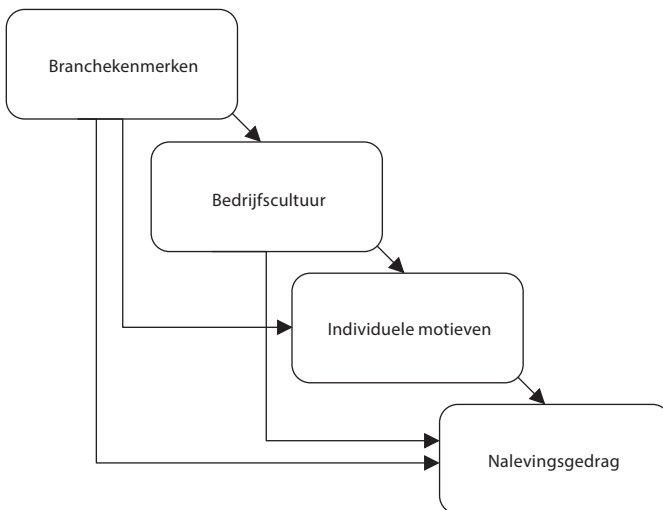 Branchekenmerken
Bedrijfscultuur
Individuele motieven
Nalevingsgedrag